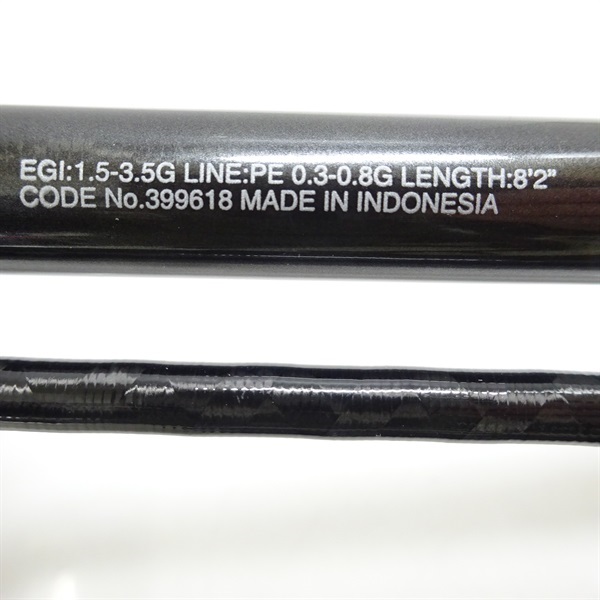 EGI:1.5-3.5G LINE:PE 0.3-0.8G LENGTH:8'2"
CODE No.399618 MADE IN INDONESIA